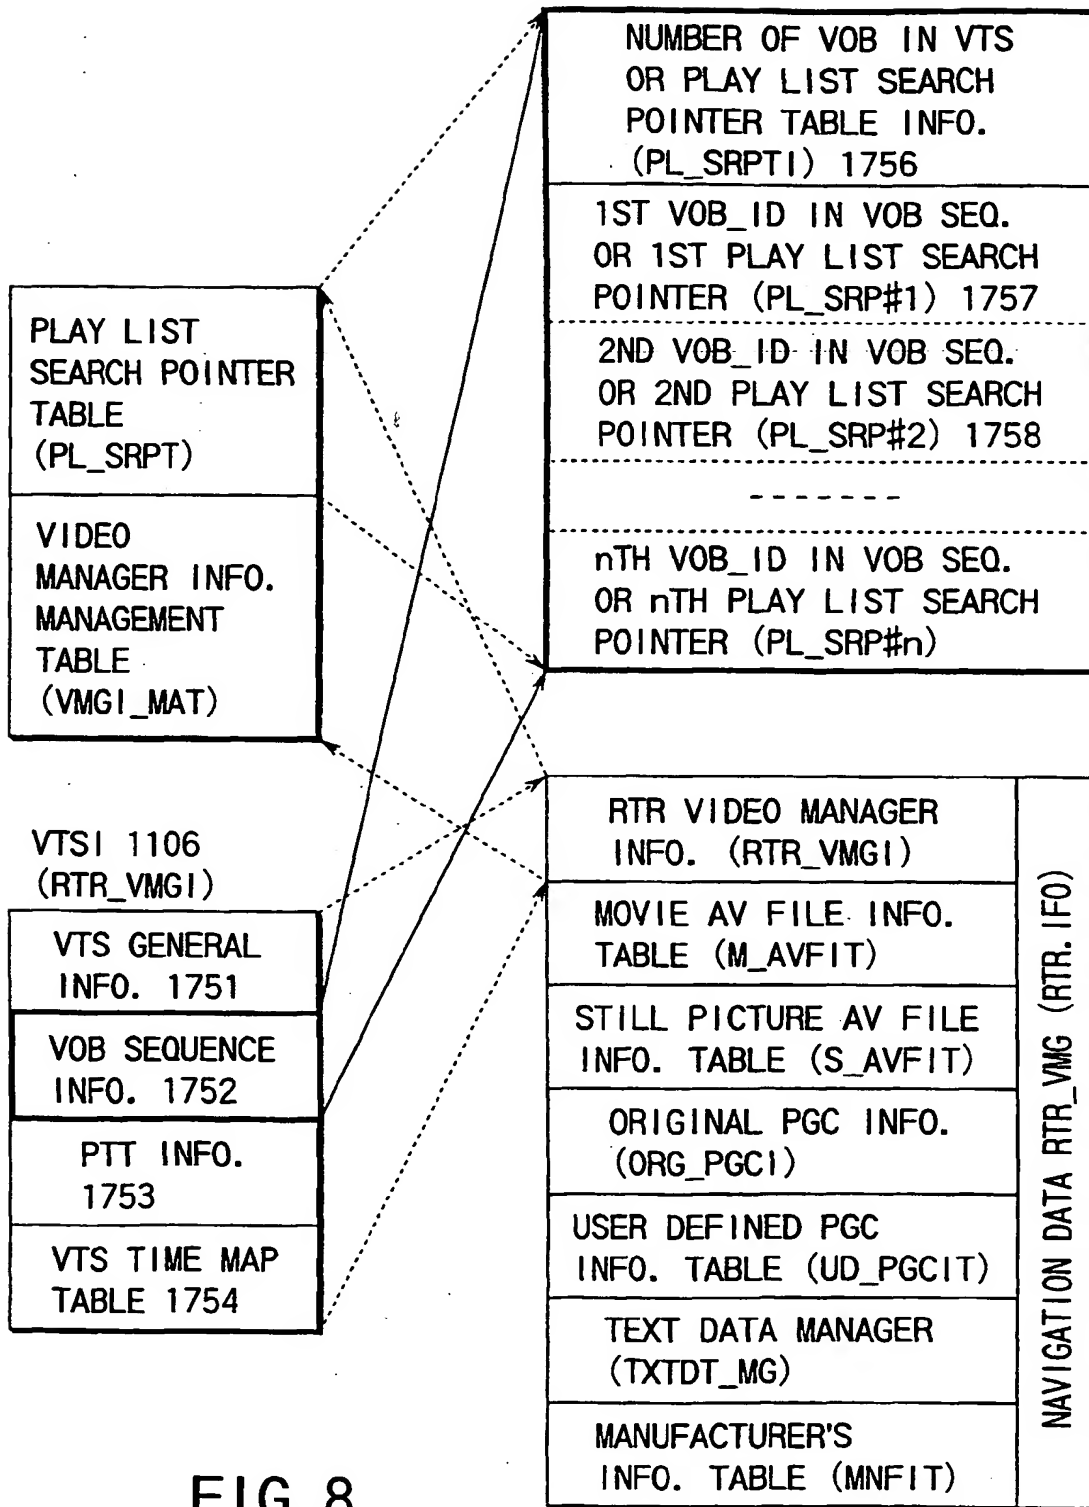 NUMBER OF VOB IN VTS
OR PLAY LIST SEARCH
POINTER TABLE INFO.
(PL_SRPTI) 1756
1ST VOB_ID IN VOB SEQ.
OR 1ST PLAY LIST SEARCH
POINTER (PL_SRP#1) 1757
2ND VOB_ID IN VOB SEQ.
OR 2ND PLAY LIST SEARCH
POINTER (PL_SRP#2) 1758
-------
nTH VOB_ID IN VOB SEQ.
OR nTH PLAY LIST SEARCH
POINTER (PL_SRP#n)
PLAY LIST
SEARCH POINTER
TABLE
(PL_SRPT)
VIDEO
MANAGER INFO.
MANAGEMENT
TABLE
(VMGI_MAT)
VTSI 1106
(RTR_VMGI)
VTS GENERAL
INFO. 1751
VOB SEQUENCE
INFO. 1752
PTT INFO.
1753
VTS TIME MAP
TABLE 1754
RTR VIDEO MANAGER
INFO. (RTR_VMGI)
MOVIE AV FILE INFO.
TABLE (M_AVFIT)
STILL PICTURE AV FILE
INFO. TABLE (S_AVFIT)
ORIGINAL PGC INFO.
(ORG_PGCI)
USER DEFINED PGC
INFO. TABLE (UD_PGCIT)
TEXT DATA MANAGER
(TXTDT_MG)
MANUFACTURER'S
INFO. TABLE (MNFIT)
NAVIGATION DATA RTR_VMG (RTR.IFO)
FIG. 8